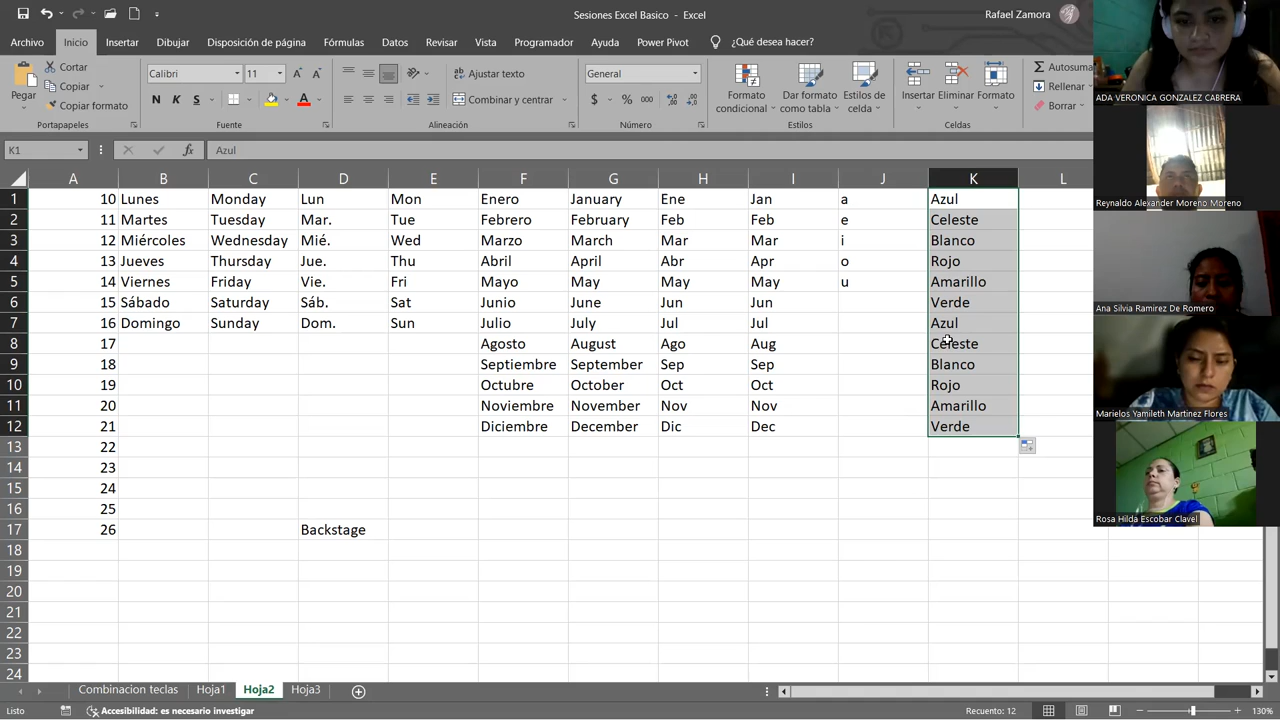 Sesiones Excel Basico - Excel
Rafael Zamora
Archivo Inicio Insertar Dibujar Disposición de página Fórmulas Datos Revisar Vista Programador Ayuda Power Pivot ¿Qué desea hacer?
Pegar
Cortar
Copiar
Copiar formato
Portapapeles
Calibri 11
N K S
Fuente
Ajustar texto
Combinar y centrar
Alineación
General
$ % 000
Número
Formato condicional
Dar formato como tabla
Estilos de celda
Estilos
Insertar Eliminar Formato
Celdas
Autosuma
Rellenar
Borrar
K1 fx Azul
A B C D E F G H I J K L
1 10 Lunes Monday Lun Mon Enero January Ene Jan a Azul
2 11 Martes Tuesday Mar. Tue Febrero February Feb Feb e Celeste
3 12 Miércoles Wednesday Mié. Wed Marzo March Mar Mar i Blanco
4 13 Jueves Thursday Jue. Thu Abril April Abr Apr o Rojo
5 14 Viernes Friday Vie. Fri Mayo May May May u Amarillo
6 15 Sábado Saturday Sáb. Sat Junio June Jun Jun Verde
7 16 Domingo Sunday Dom. Sun Julio July Jul Jul Azul
8 17 Agosto August Ago Aug Celeste
9 18 Septiembre September Sep Sep Blanco
10 19 Octubre October Oct Oct Rojo
11 20 Noviembre November Nov Nov Amarillo
12 21 Diciembre December Dic Dec Verde
13 22
14 23
15 24
16 25
17 26 Backstage
18
19
20
21
22
23
24
Combinacion teclas Hoja1 Hoja2 Hoja3
Listo Accesibilidad: es necesario investigar Recuento: 12 130%
ADA VERONICA GONZALEZ CABRERA
Reynaldo Alexander Moreno Moreno
Ana Silvia Ramirez De Romero
Marielos Yamileth Martinez Flores
Rosa Hilda Escobar Clavel